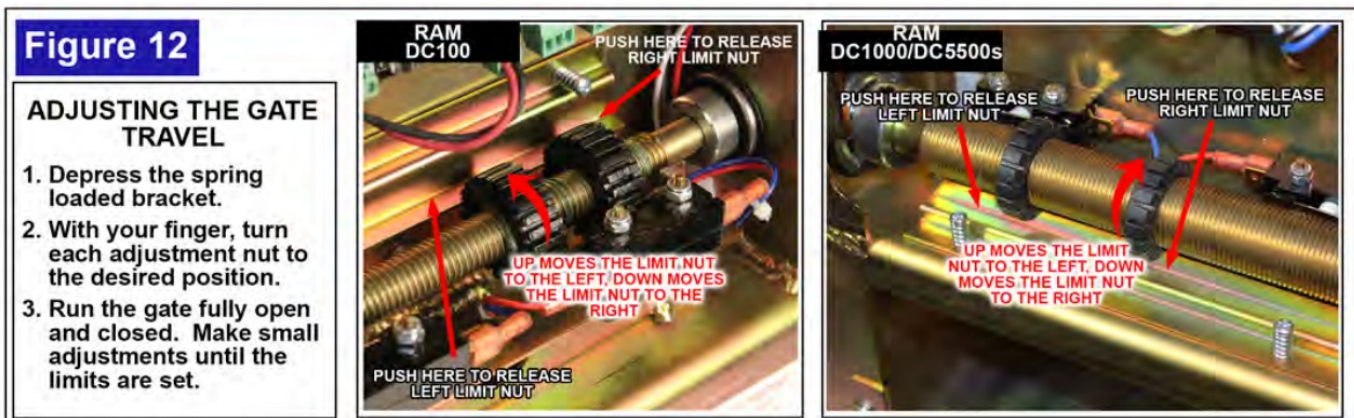 Figure 12
ADJUSTING THE GATE
TRAVEL
1. Depress the spring
loaded bracket.
2. With your finger, turn
each adjustment nut to
the desired position.
3. Run the gate fully open
and closed. Make small
adjustments until the
limits are set.
RAM
DC100
PUSH HERE TO RELEASE
RIGHT LIMIT NUT
UP MOVES THE LIMIT NUT
TO THE LEFT, DOWN MOVES
THE LIMIT NUT TO THE
RIGHT
PUSH HERE TO RELEASE
LEFT LIMIT NUT
RAM
DC1000/DC5500s
PUSH HERE TO RELEASE
LEFT LIMIT NUT
PUSH HERE TO RELEASE
RIGHT LIMIT NUT
UP MOVES THE LIMIT
NUT TO THE LEFT, DOWN
MOVES THE LIMIT NUT
TO THE RIGHT